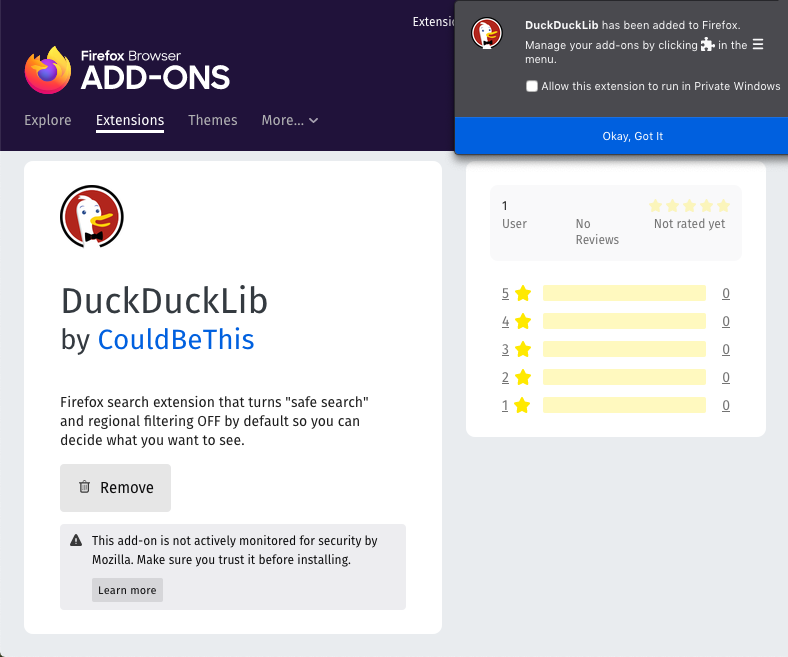 Extensio
DuckDuckLib has been added to Firefox.
Manage your add-ons by clicking in the
menu.
Allow this extension to run in Private Windows
Okay, Got It
Firefox Browser
ADD-ONS
Explore
Extensions
Themes
More...
DuckDuckLib
by CouldBeThis
Firefox search extension that turns "safe search"
and regional filtering OFF by default so you can
decide what you want to see.
Remove
This add-on is not actively monitored for security by
Mozilla. Make sure you trust it before installing.
Learn more
1
User
No
Reviews
Not rated yet
5 0
4 0
3 0
2 0
1 0